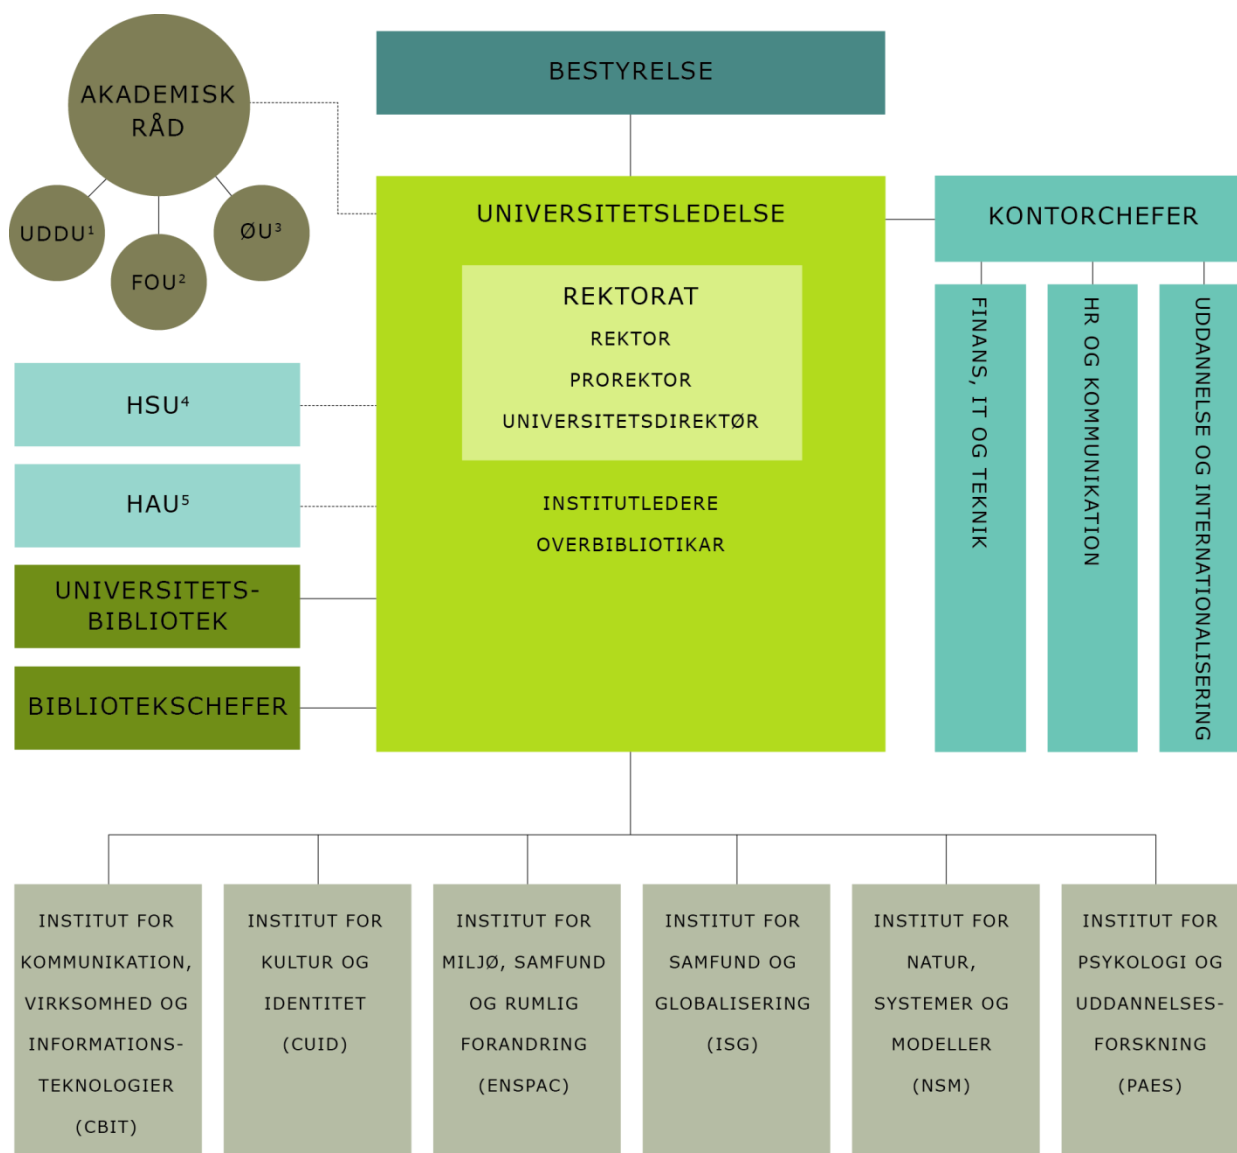 AKADEMISK
RÅD
UDDU¹
FOU²
ØU³
BESTYRELSE
UNIVERSITETSLEDELSE
REKTORAT
REKTOR
PROREKTOR
UNIVERSITETSDIREKTØR
INSTITUTLEDERE
OVERBIBLIOTIKAR
KONTORCHEFER
FINANS, IT OG TEKNIK
HR OG KOMMUNIKATION
UDDANNELSE OG INTERNATIONALISERING
HSU⁴
HAU⁵
UNIVERSITETS-
BIBLIOTEK
BIBLIOTEKSCHEFER
INSTITUT FOR
KOMMUNIKATION,
VIRKSOMHED OG
INFORMATIONS-
TEKNOLOGIER
(CBIT)
INSTITUT FOR
KULTUR OG
IDENTITET
(CUID)
INSTITUT FOR
MILJØ, SAMFUND
OG RUMLIG
FORANDRING
(ENSPAC)
INSTITUT FOR
SAMFUND OG
GLOBALISERING
(ISG)
INSTITUT FOR
NATUR,
SYSTEMER OG
MODELLER
(NSM)
INSTITUT FOR
PSYKOLOGI OG
UDDANNELSES-
FORSKNING
(PAES)